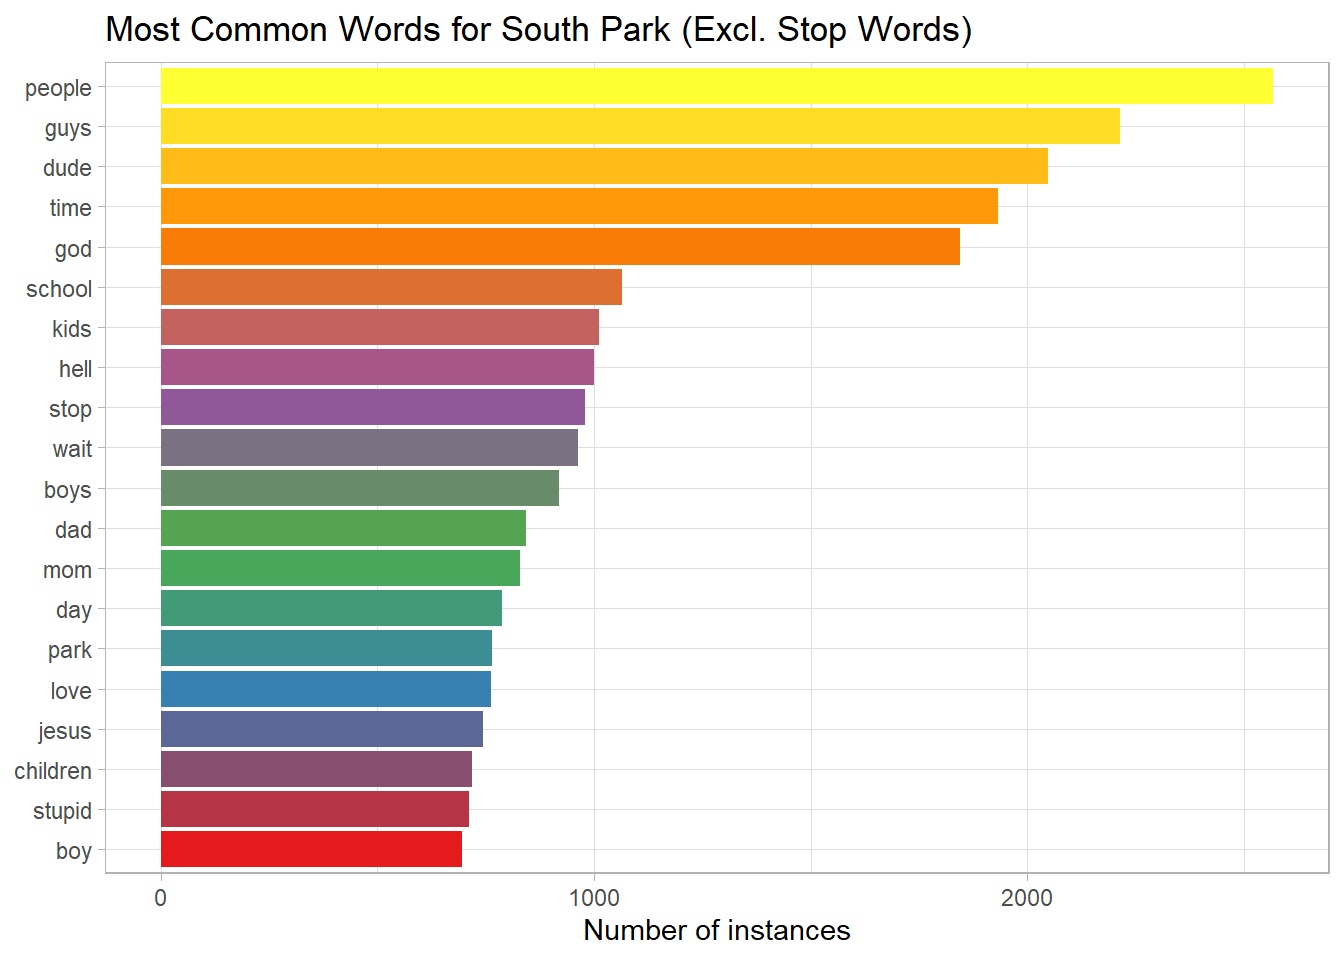 Most Common Words for South Park (Excl. Stop Words)
people
guys
dude
time
god
school
kids
hell
stop
wait
boys
dad
mom
day
park
love
jesus
children
stupid
boy
0 1000 2000
Number of instances